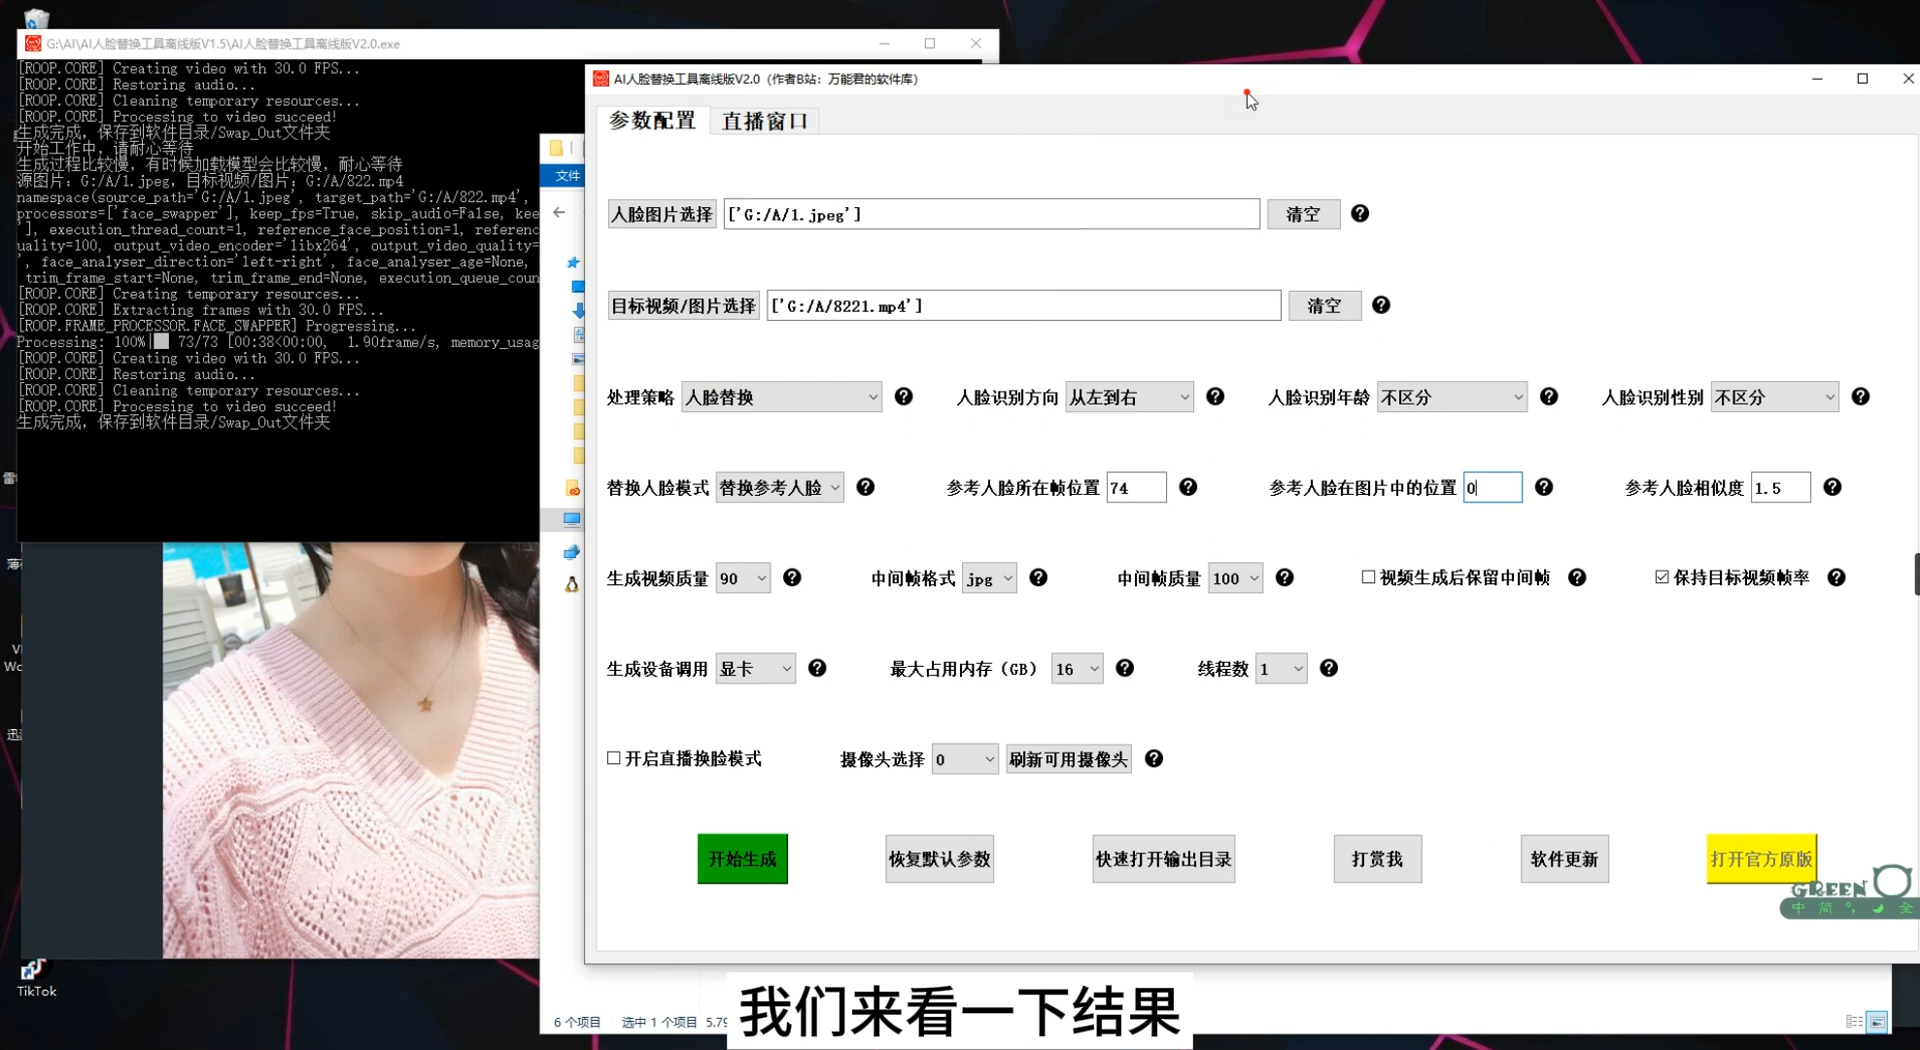 G:\AI\AI人脸替换工具离线版V1.5\AI人脸替换工具离线版V2.0.exe
[ROOP.CORE] Creating video with 30.0 FPS...
[ROOP.CORE] Restoring audio...
[ROOP.CORE] Cleaning temporary resources...
[ROOP.CORE] Processing to video succeed!
生成完成，保存到软件目录/Swap_Out文件夹
开始工作中，请耐心等待
生成过程比较慢，有时候加载模型会比较慢，耐心等待
源图片：G:/A/1.jpeg，目标视频/图片：G:/A/822.mp4
namespace(source_path='G:/A/1.jpeg', target_path='G:/A/822.mp4',
processors=['face_swapper'], keep_fps=True, skip_audio=False, kee
'], execution_thread_count=1, reference_face_position=1, referenc
uality=100, output_video_encoder='libx264', output_video_quality=
', face_analyser_direction='left-right', face_analyser_age=None,
trim_frame_start=None, trim_frame_end=None, execution_queue_coun
[ROOP.CORE] Creating temporary resources...
[ROOP.CORE] Extracting frames with 30.0 FPS...
[ROOP.FRAME_PROCESSOR.FACE_SWAPPER] Progressing...
Processing: 100%|██ 73/73 [00:38<00:00, 1.90frame/s, memory_usag
[ROOP.CORE] Creating video with 30.0 FPS...
[ROOP.CORE] Restoring audio...
[ROOP.CORE] Cleaning temporary resources...
[ROOP.CORE] Processing to video succeed!
生成完成，保存到软件目录/Swap_Out文件夹
TikTok
文件
6 个项目 选中 1 个项目 5.79
AI人脸替换工具离线版V2.0（作者B站：万能君的软件库）
参数配置 直播窗口
人脸图片选择 ['G:/A/1.jpeg'] 清空
目标视频/图片选择 ['G:/A/8221.mp4'] 清空
处理策略 人脸替换 人脸识别方向 从左到右 人脸识别年龄 不区分 人脸识别性别 不区分
替换人脸模式 替换参考人脸 参考人脸所在帧位置 74 参考人脸在图片中的位置 0 参考人脸相似度 1.5
生成视频质量 90 中间帧格式 jpg 中间帧质量 100 视频生成后保留中间帧 保持目标视频帧率
生成设备调用 显卡 最大占用内存（GB） 16 线程数 1
开启直播换脸模式 摄像头选择 0 刷新可用摄像头
开始生成 恢复默认参数 快速打开输出目录 打赏我 软件更新 打开官方原版
GREEN
中 简 °, 全
我们来看一下结果